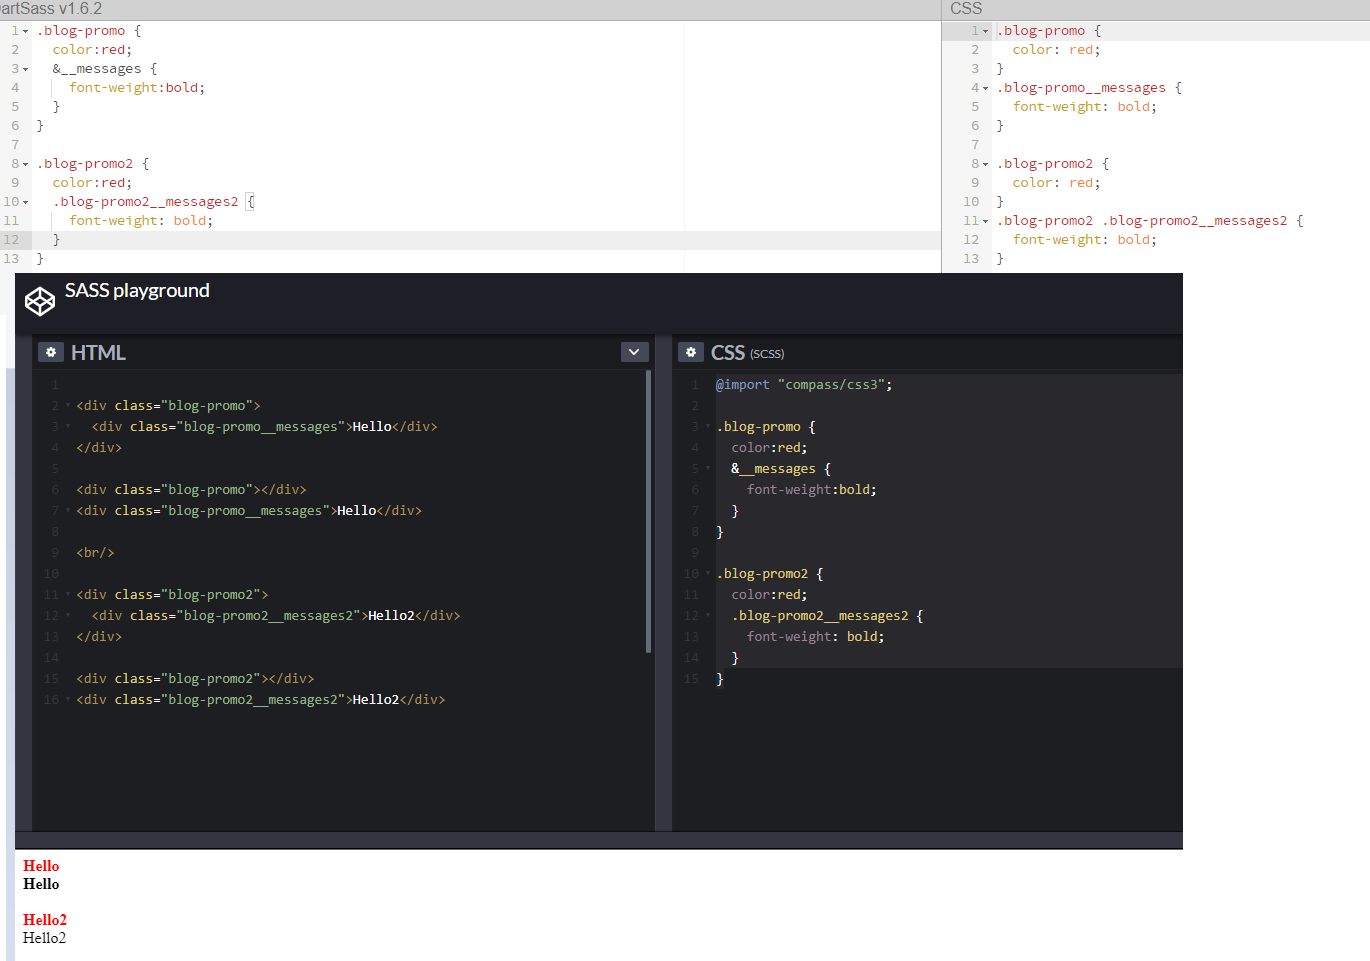 artSass v1.6.2
1 .blog-promo {
2 color:red;
3 &__messages {
4 font-weight:bold;
5 }
6 }
7
8 .blog-promo2 {
9 color:red;
10 .blog-promo2__messages2 {
11 font-weight: bold;
12 }
13 }
CSS
1 .blog-promo {
2 color: red;
3 }
4 .blog-promo__messages {
5 font-weight: bold;
6 }
7
8 .blog-promo2 {
9 color: red;
10 }
11 .blog-promo2 .blog-promo2__messages2 {
12 font-weight: bold;
13 }
SASS playground
HTML
1
2 <div class="blog-promo">
3 <div class="blog-promo__messages">Hello</div>
4 </div>
5
6 <div class="blog-promo"></div>
7 <div class="blog-promo__messages">Hello</div>
8
9 <br/>
10
11 <div class="blog-promo2">
12 <div class="blog-promo2__messages2">Hello2</div>
13 </div>
14
15 <div class="blog-promo2"></div>
16 <div class="blog-promo2__messages2">Hello2</div>
CSS (SCSS)
1 @import "compass/css3";
2
3 .blog-promo {
4 color:red;
5 &__messages {
6 font-weight:bold;
7 }
8 }
9
10 .blog-promo2 {
11 color:red;
12 .blog-promo2__messages2 {
13 font-weight: bold;
14 }
15 }
Hello
Hello
Hello2
Hello2